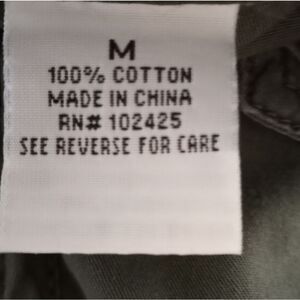 M
100% COTTON
MADE IN CHINA
RN# 102425
SEE REVERSE FOR CARE